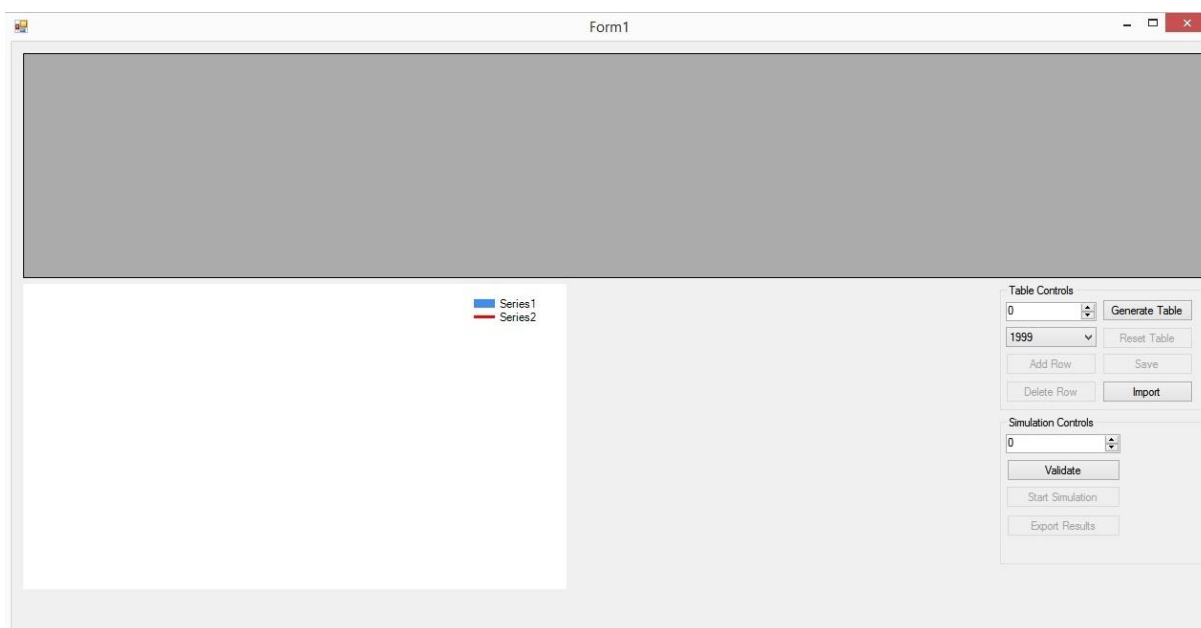 Form1
Series1
Series2
Table Controls
0 Generate Table
1999 Reset Table
Add Row Save
Delete Row Import
Simulation Controls
0
Validate
Start Simulation
Export Results